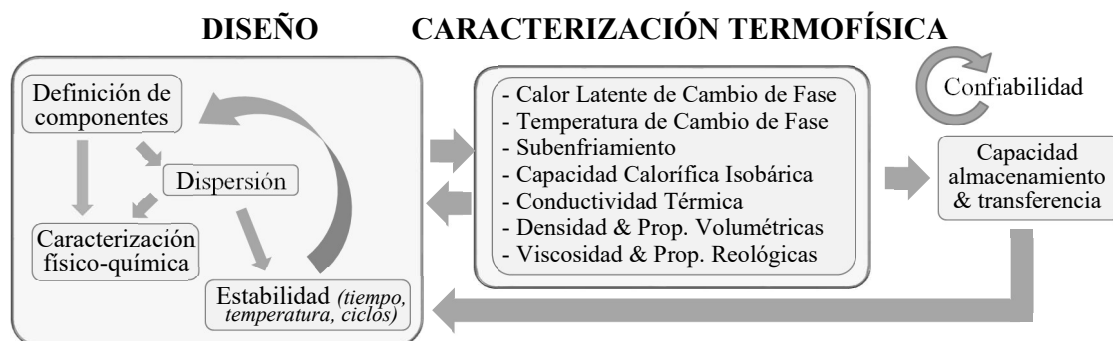 DISEÑO
CARACTERIZACIÓN TERMOFÍSICA
Definición de
componentes
Dispersión
Caracterización
físico-química
Estabilidad (tiempo,
temperatura, ciclos)
- Calor Latente de Cambio de Fase
- Temperatura de Cambio de Fase
- Subenfriamiento
- Capacidad Calorífica Isobárica
- Conductividad Térmica
- Densidad & Prop. Volumétricas
- Viscosidad & Prop. Reológicas
Confiabilidad
Capacidad
almacenamiento
& transferencia